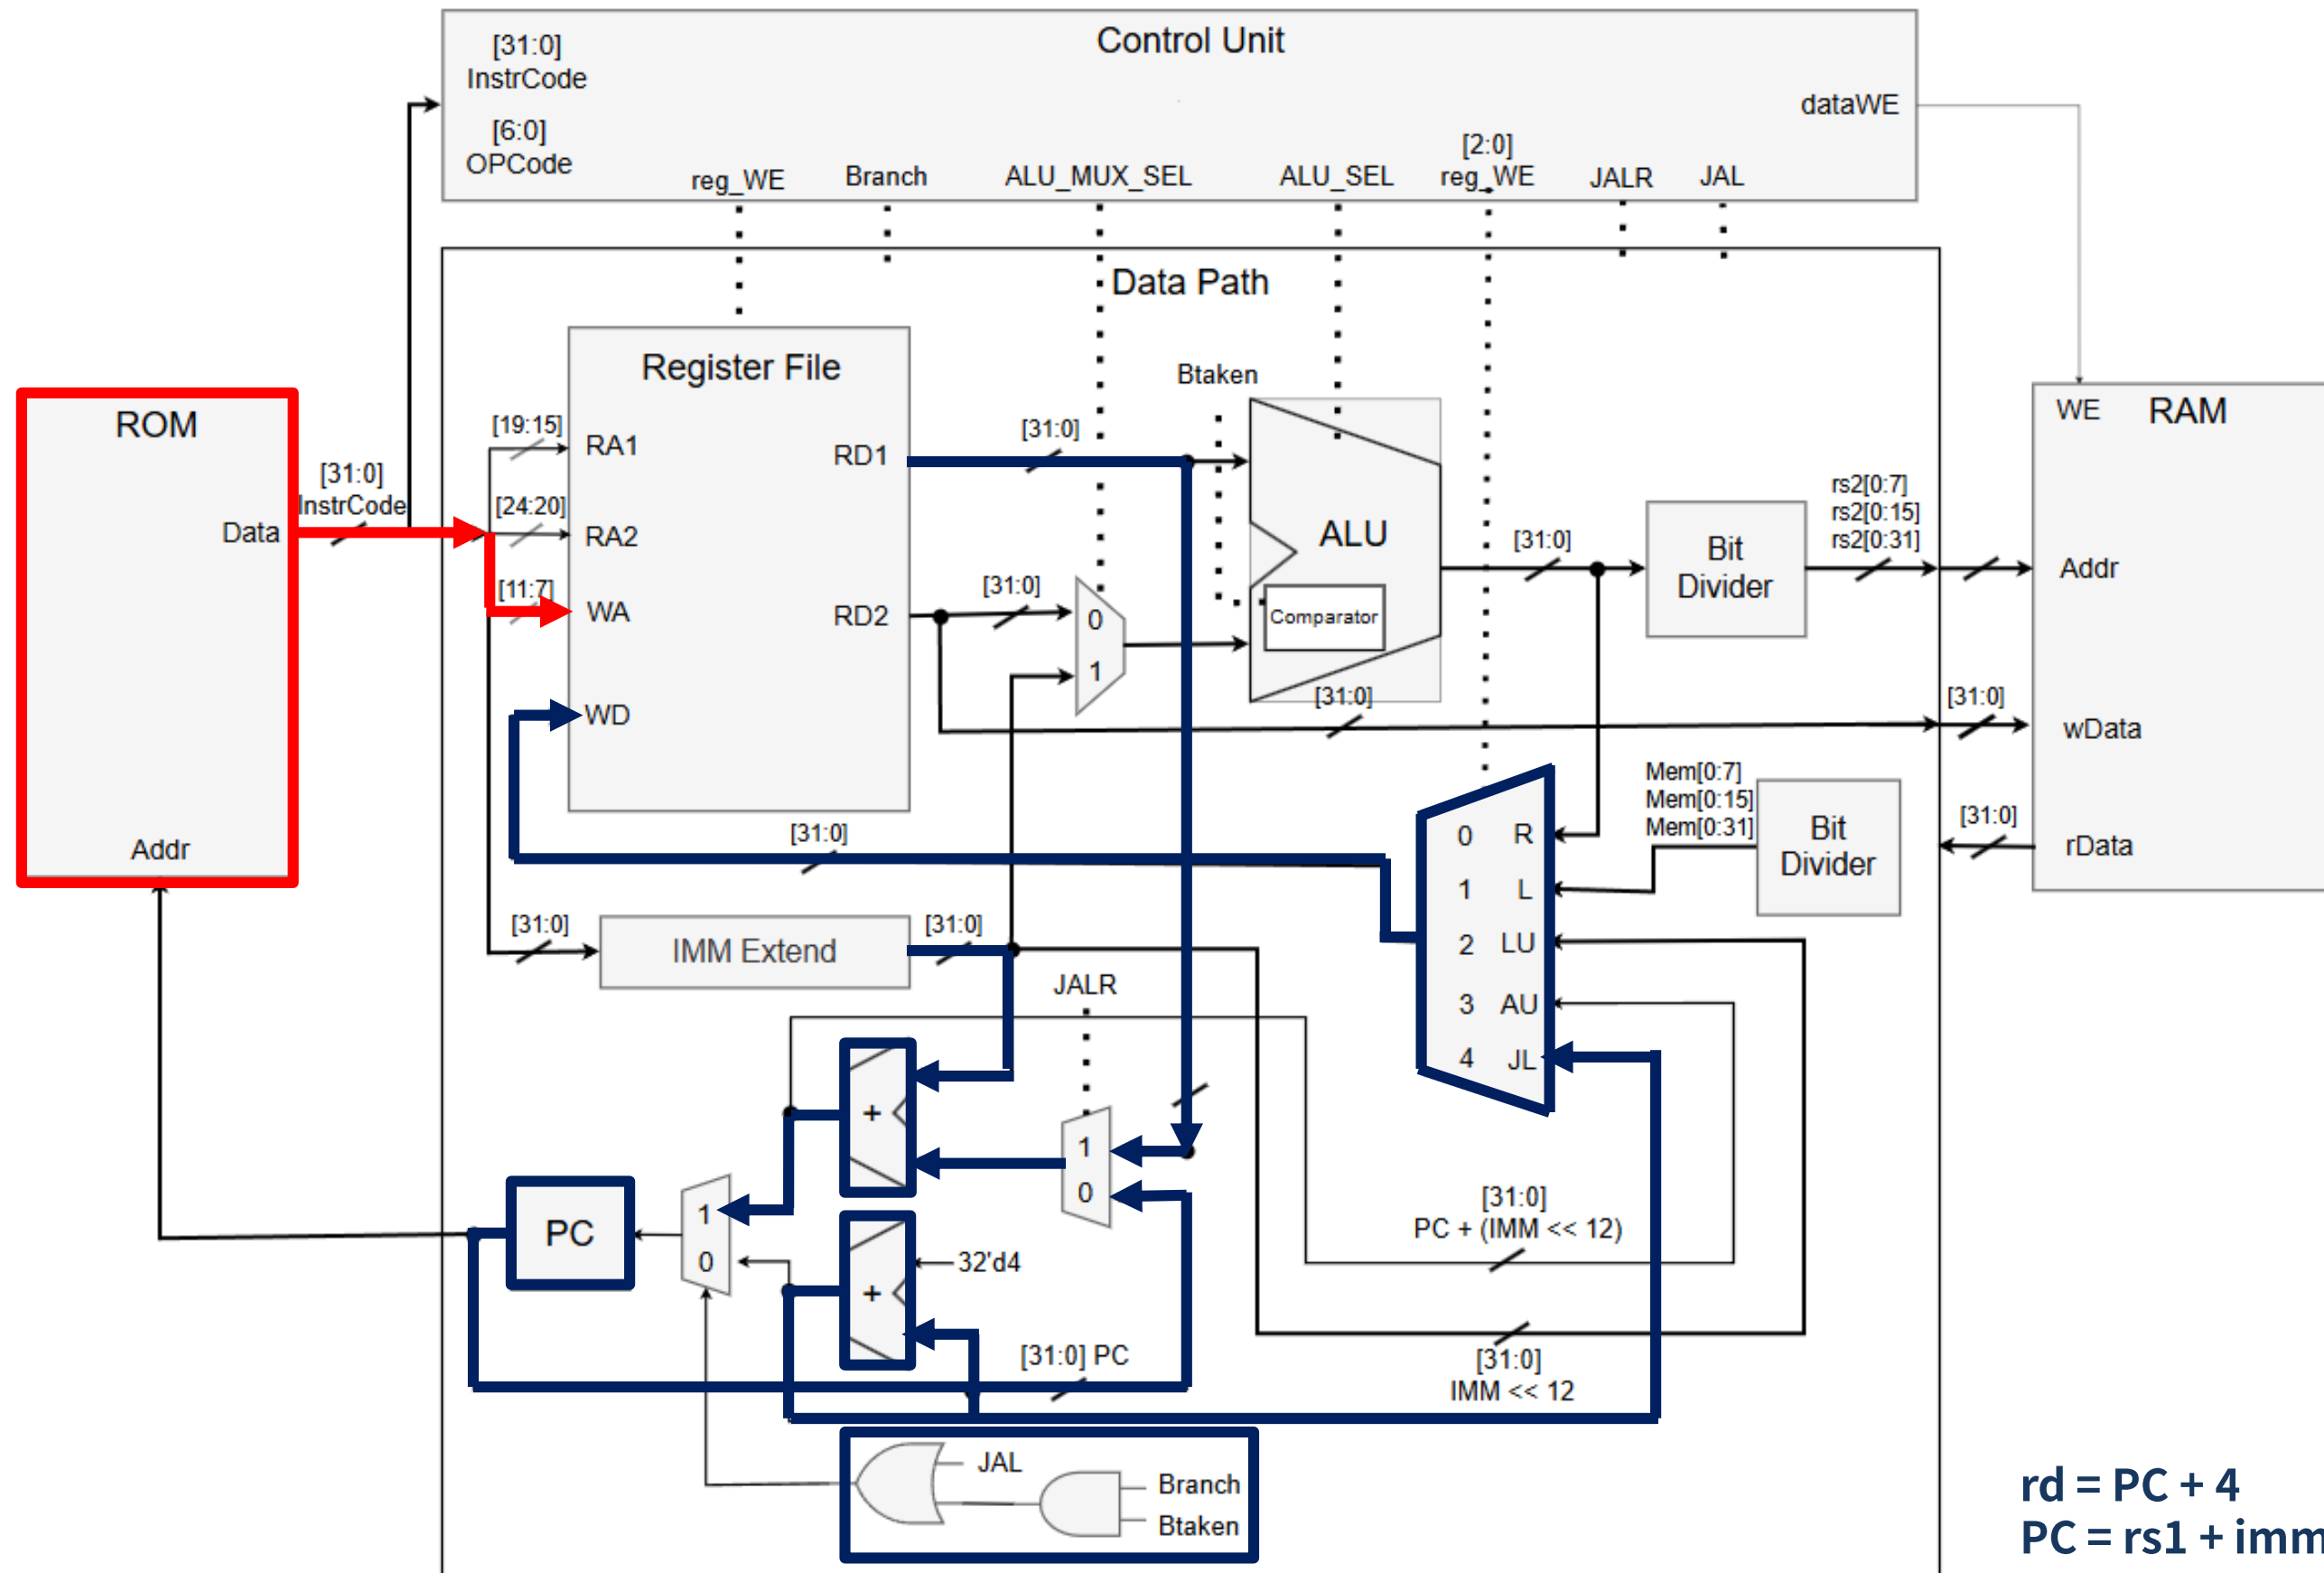 Control Unit
[31:0]
InstrCode
[6:0]
OPCode
dataWE
reg_WE
Branch
ALU_MUX_SEL
ALU_SEL
[2:0]
reg_WE
JALR
JAL
Data Path
ROM
Data
Addr
[31:0]
InstrCode
Register File
[19:15]
RA1
[24:20]
RA2
[11:7]
WA
WD
RD1
RD2
[31:0]
[31:0]
0
1
Btaken
ALU
Comparator
[31:0]
[31:0]
Bit
Divider
rs2[0:7]
rs2[0:15]
rs2[0:31]
WE
RAM
Addr
[31:0]
wData
[31:0]
rData
Mem[0:7]
Mem[0:15]
Mem[0:31]
Bit
Divider
0 R
1 L
2 LU
3 AU
4 JL
[31:0]
[31:0]
IMM Extend
[31:0]
JALR
1
0
+
PC
1
0
+
32'd4
[31:0] PC
[31:0]
PC + (IMM << 12)
[31:0]
IMM << 12
JAL
Branch
Btaken
rd = PC + 4
PC = rs1 + imm